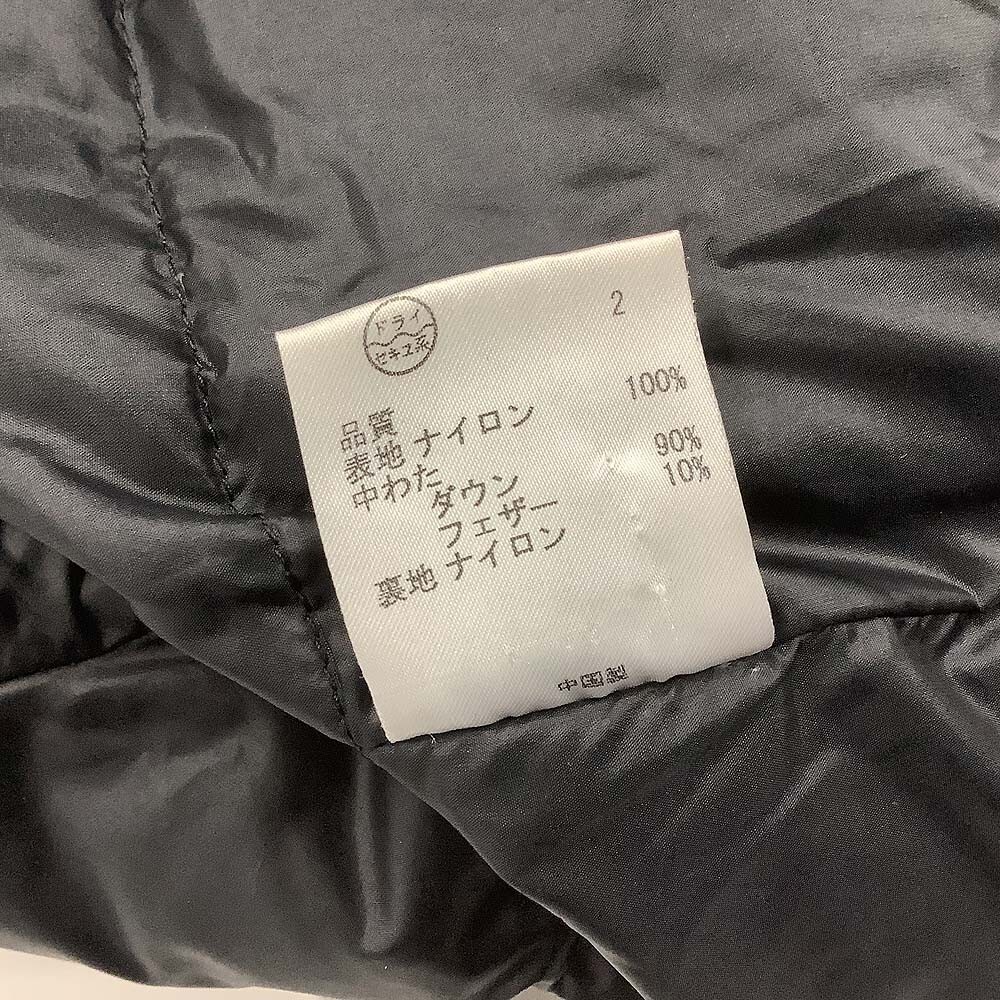 ドライ
セキユ系
2
品質
表地 ナイロン 100%
中わた
ダウン 90%
フェザー 10%
裏地 ナイロン
中国製